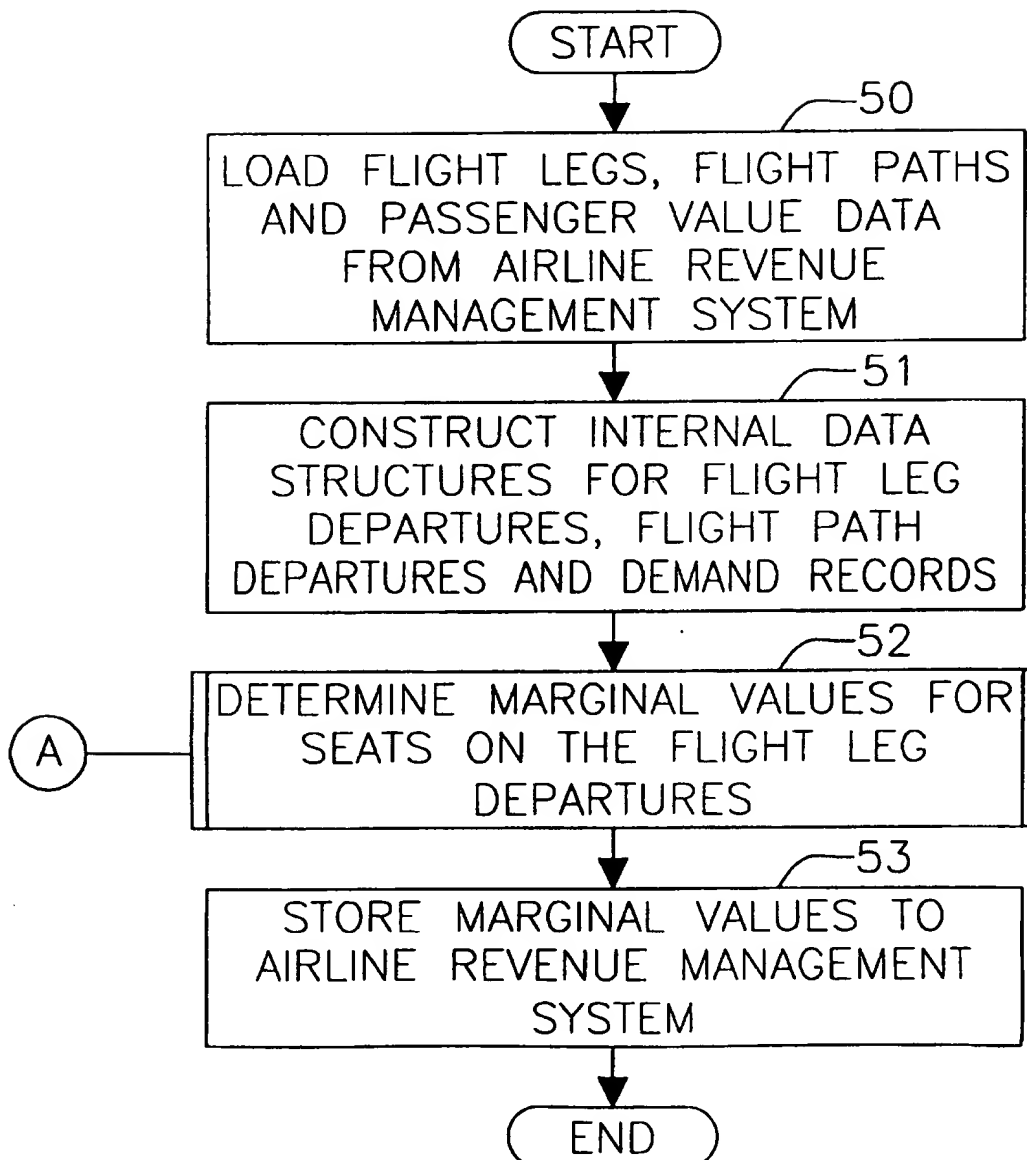 START
50
LOAD FLIGHT LEGS, FLIGHT PATHS
AND PASSENGER VALUE DATA
FROM AIRLINE REVENUE
MANAGEMENT SYSTEM
51
CONSTRUCT INTERNAL DATA
STRUCTURES FOR FLIGHT LEG
DEPARTURES, FLIGHT PATH
DEPARTURES AND DEMAND RECORDS
52
A
DETERMINE MARGINAL VALUES FOR
SEATS ON THE FLIGHT LEG
DEPARTURES
53
STORE MARGINAL VALUES TO
AIRLINE REVENUE MANAGEMENT
SYSTEM
END